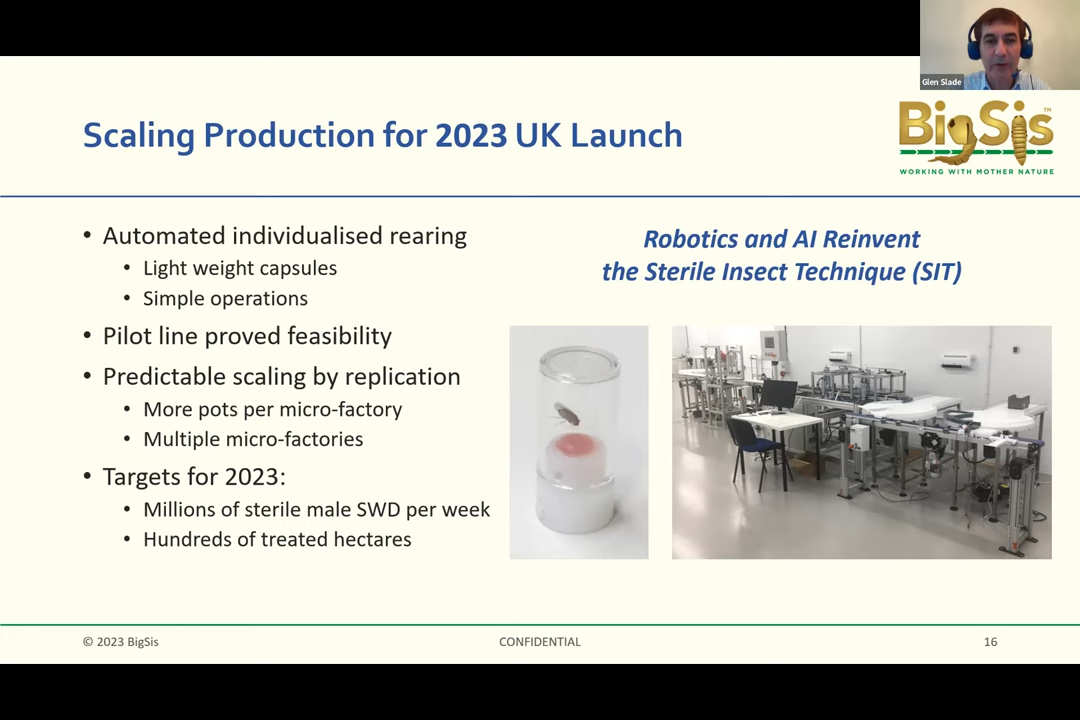 Glen Slade
Scaling Production for 2023 UK Launch
BigSis™
WORKING WITH MOTHER NATURE
• Automated individualised rearing
• Light weight capsules
• Simple operations
• Pilot line proved feasibility
• Predictable scaling by replication
• More pots per micro-factory
• Multiple micro-factories
• Targets for 2023:
• Millions of sterile male SWD per week
• Hundreds of treated hectares
Robotics and AI Reinvent
the Sterile Insect Technique (SIT)
© 2023 BigSis
CONFIDENTIAL
16